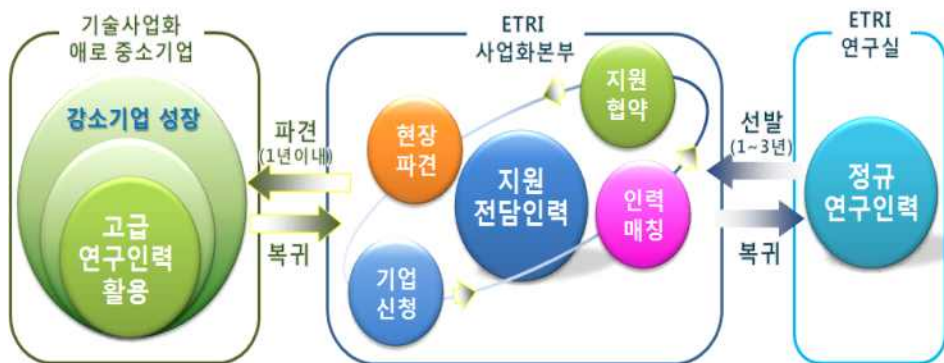 기술사업화
애로 중소기업
강소기업 성장
고급
연구인력
활용
파견
(1년이내)
복귀
ETRI
사업화본부
지원
협약
현장
파견
지원
전담인력
인력
매칭
기업
신청
선발
(1~3년)
복귀
ETRI
연구실
정규
연구인력